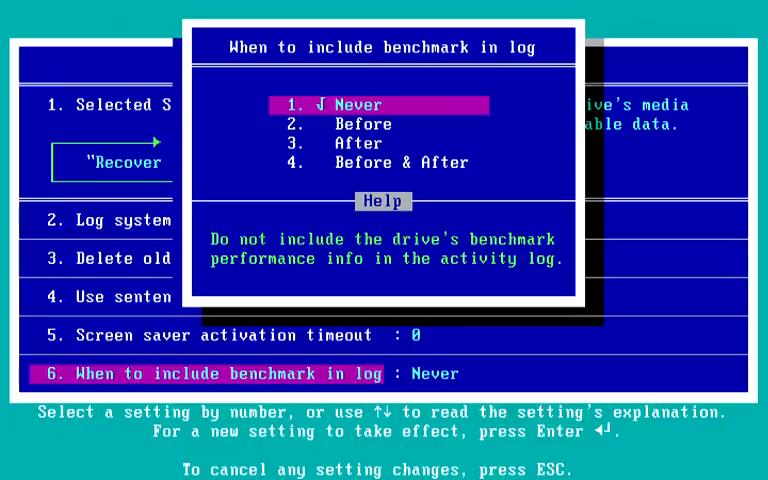 When to include benchmark in log
1. √ Never
2. Before
3. After
4. Before & After
Help
Do not include the drive's benchmark
performance info in the activity log.
1. Selected S
ive's media
able data.
"Recover
2. Log system
3. Delete old
4. Use senten
5. Screen saver activation timeout : 0
6. When to include benchmark in log : Never
Select a setting by number, or use ↑↓ to read the setting's explanation.
For a new setting to take effect, press Enter ↵.
To cancel any setting changes, press ESC.